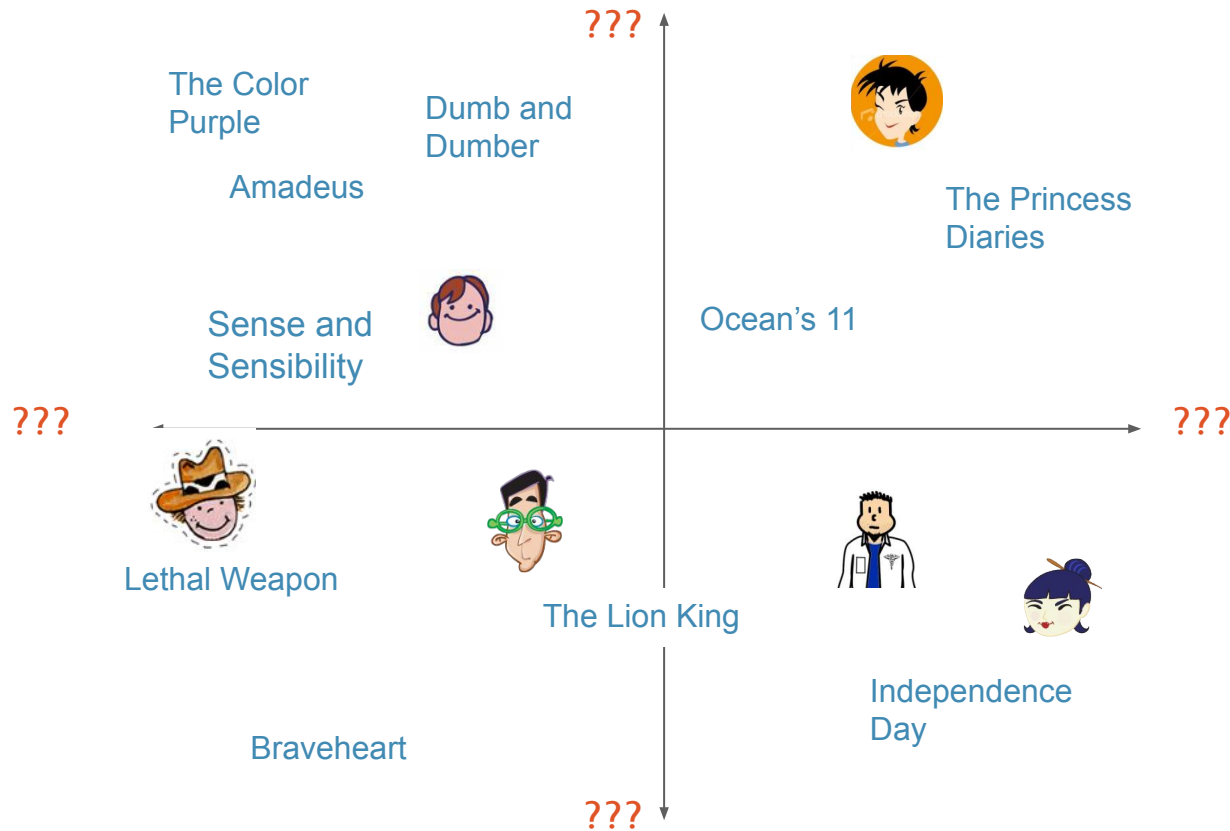 ???
The Color
Purple
Dumb and
Dumber
Amadeus
The Princess
Diaries
Sense and
Sensibility
Ocean's 11
???
???
Lethal Weapon
The Lion King
Independence
Day
Braveheart
???